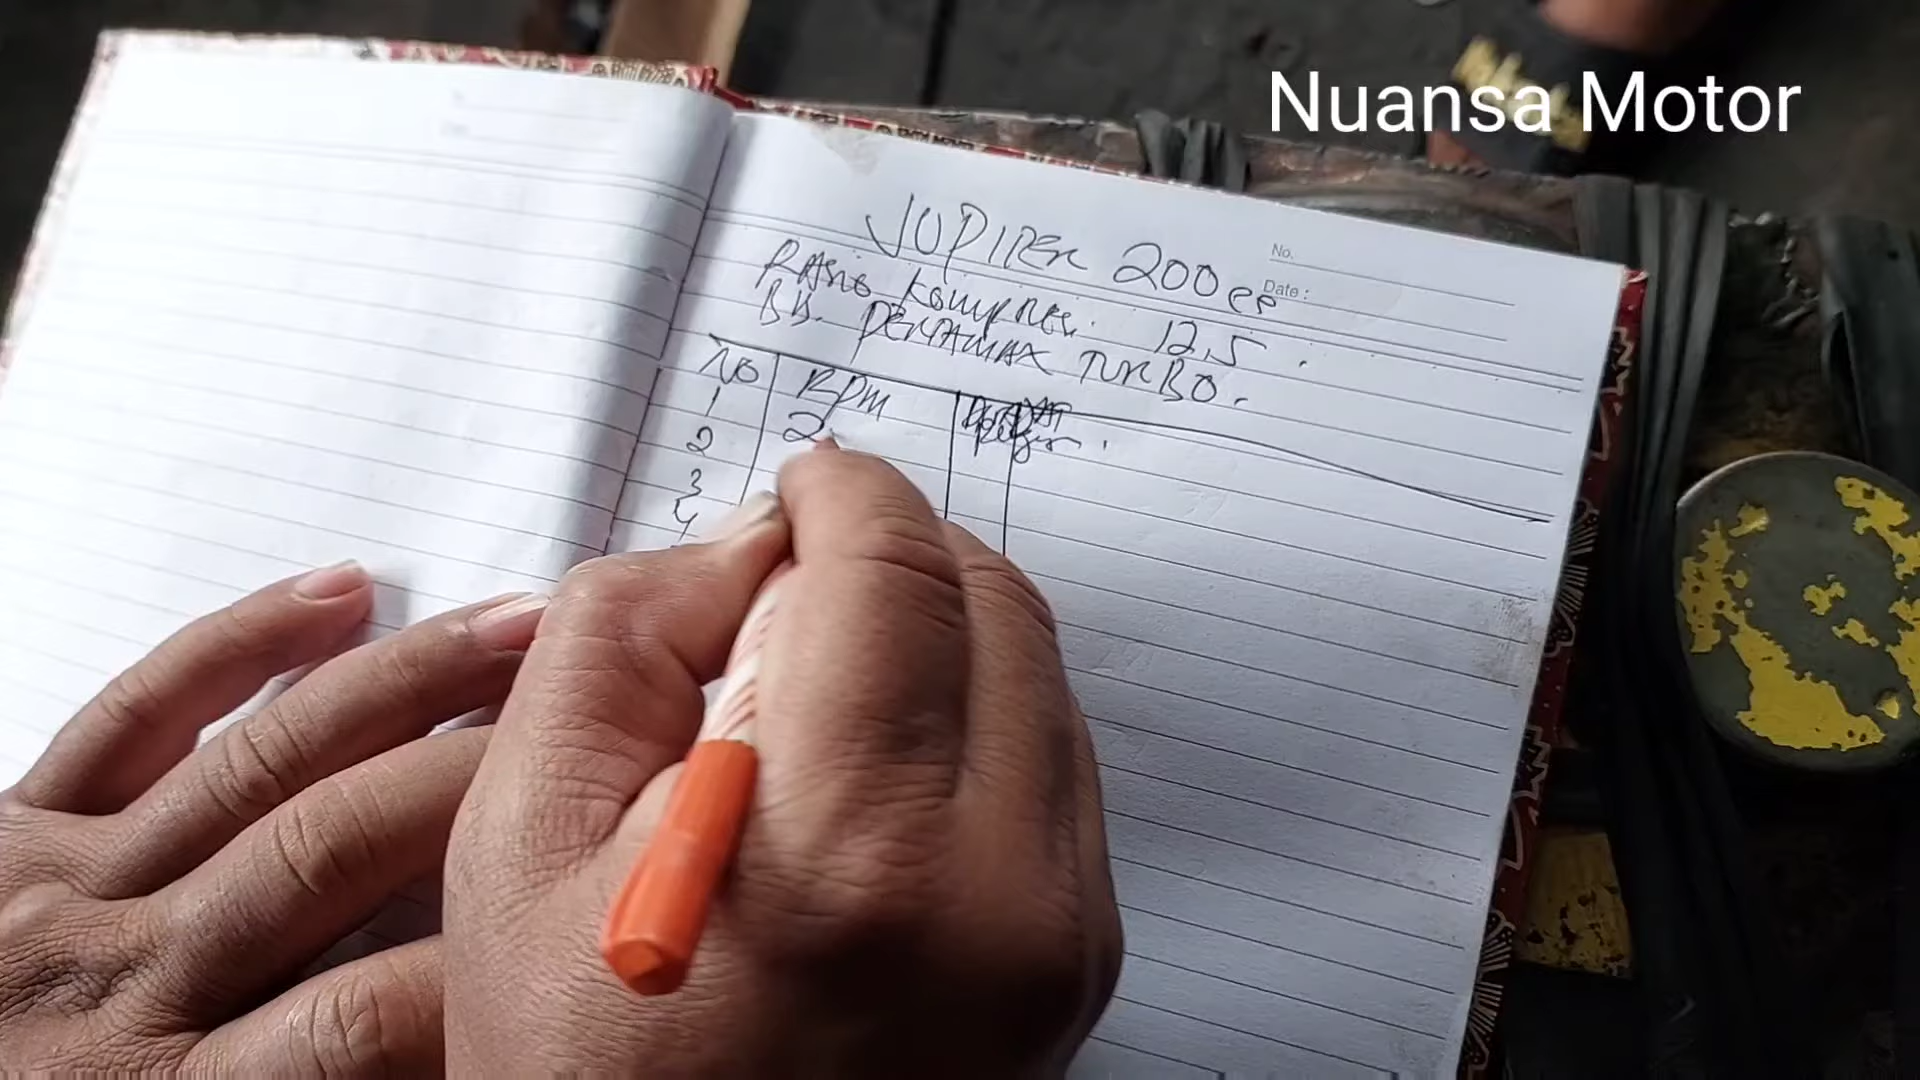 Nuansa Motor
JUPITER 200cc
No.
Date :
RASIO KOMPRES. 12,5.
BB. PERTAMAX TURBO.
No RPM
1 2
2
3
4